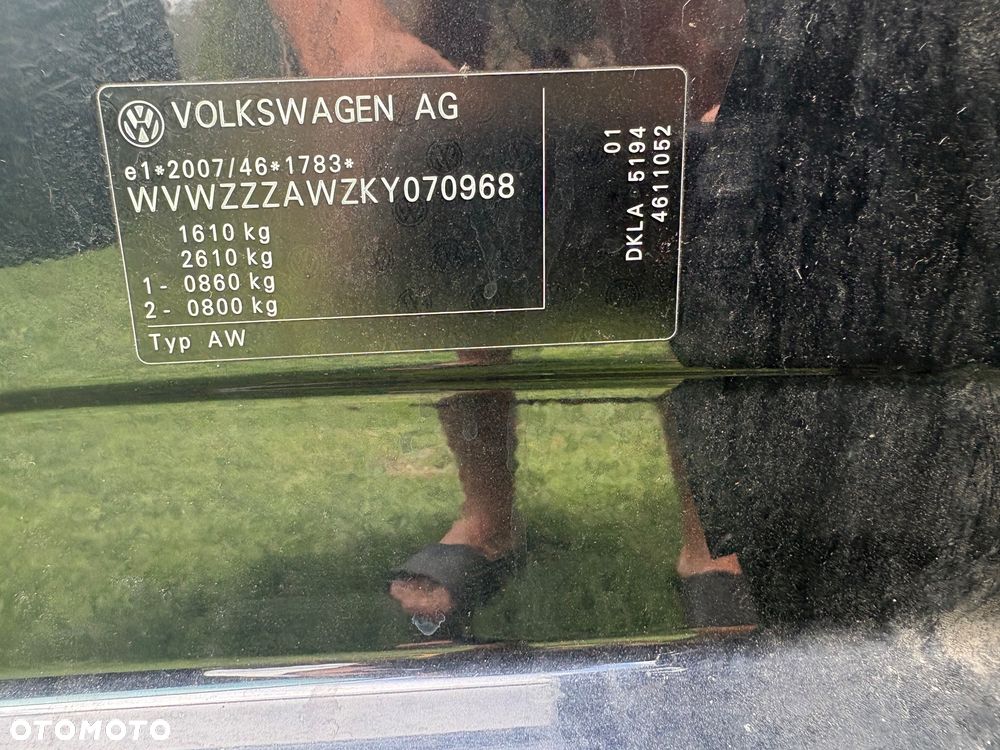 VOLKSWAGEN AG
e1*2007/46*1783*
WVWZZZAWZKY070968
1610 kg
2610 kg
1- 0860 kg
2- 0800 kg
Typ AW
01
DKLA 5194
4611052
OTOMOTO